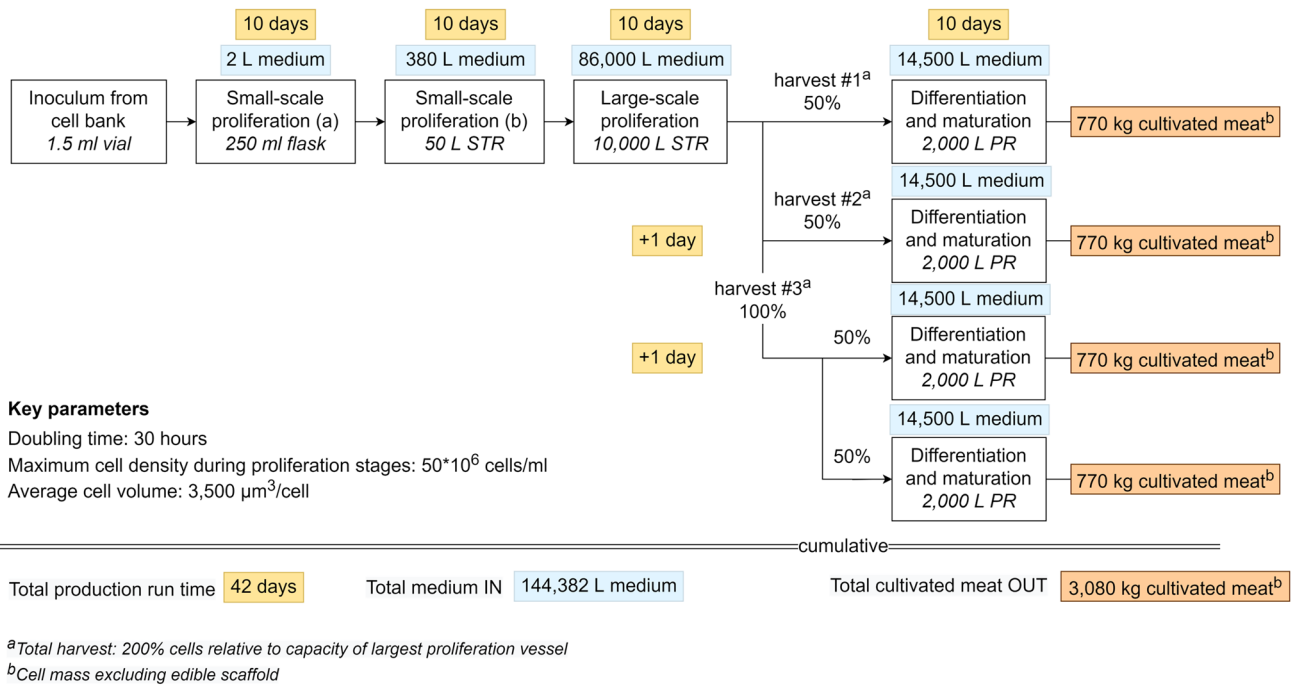 10 days
10 days
10 days
10 days
2 L medium
380 L medium
86,000 L medium
14,500 L medium
Inoculum from
cell bank
1.5 ml vial
Small-scale
proliferation (a)
250 ml flask
Small-scale
proliferation (b)
50 L STR
Large-scale
proliferation
10,000 L STR
harvest #1a
50%
Differentiation
and maturation
2,000 L PR
770 kg cultivated meatb
14,500 L medium
+1 day
harvest #2a
50%
Differentiation
and maturation
2,000 L PR
770 kg cultivated meatb
harvest #3a
100%
14,500 L medium
+1 day
50%
Differentiation
and maturation
2,000 L PR
770 kg cultivated meatb
14,500 L medium
50%
Differentiation
and maturation
2,000 L PR
770 kg cultivated meatb
Key parameters
Doubling time: 30 hours
Maximum cell density during proliferation stages: 50*10⁶ cells/ml
Average cell volume: 3,500 µm³/cell
cumulative
Total production run time 42 days
Total medium IN 144,382 L medium
Total cultivated meat OUT 3,080 kg cultivated meatb
aTotal harvest: 200% cells relative to capacity of largest proliferation vessel
bCell mass excluding edible scaffold